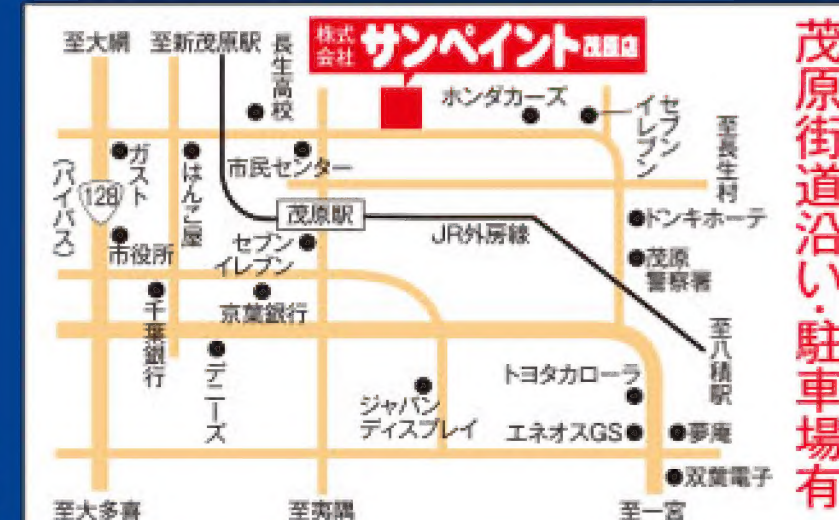 至大網
至新茂原駅
長生高校
株式会社
サンペイント茂原店
ホンダカーズ
セブン
イレブン
至長生村
ガスト
はんこ屋
市民センター
128
(バイパス)
茂原駅
JR外房線
ドンキホーテ
市役所
セブン
イレブン
茂原
警察署
千葉銀行
京葉銀行
デニーズ
至八積駅
トヨタカローラ
ジャパン
ディスプレイ
エネオスGS
夢庵
双葉電子
至大多喜
至夷隅
至一宮
茂原街道沿い・駐車場有